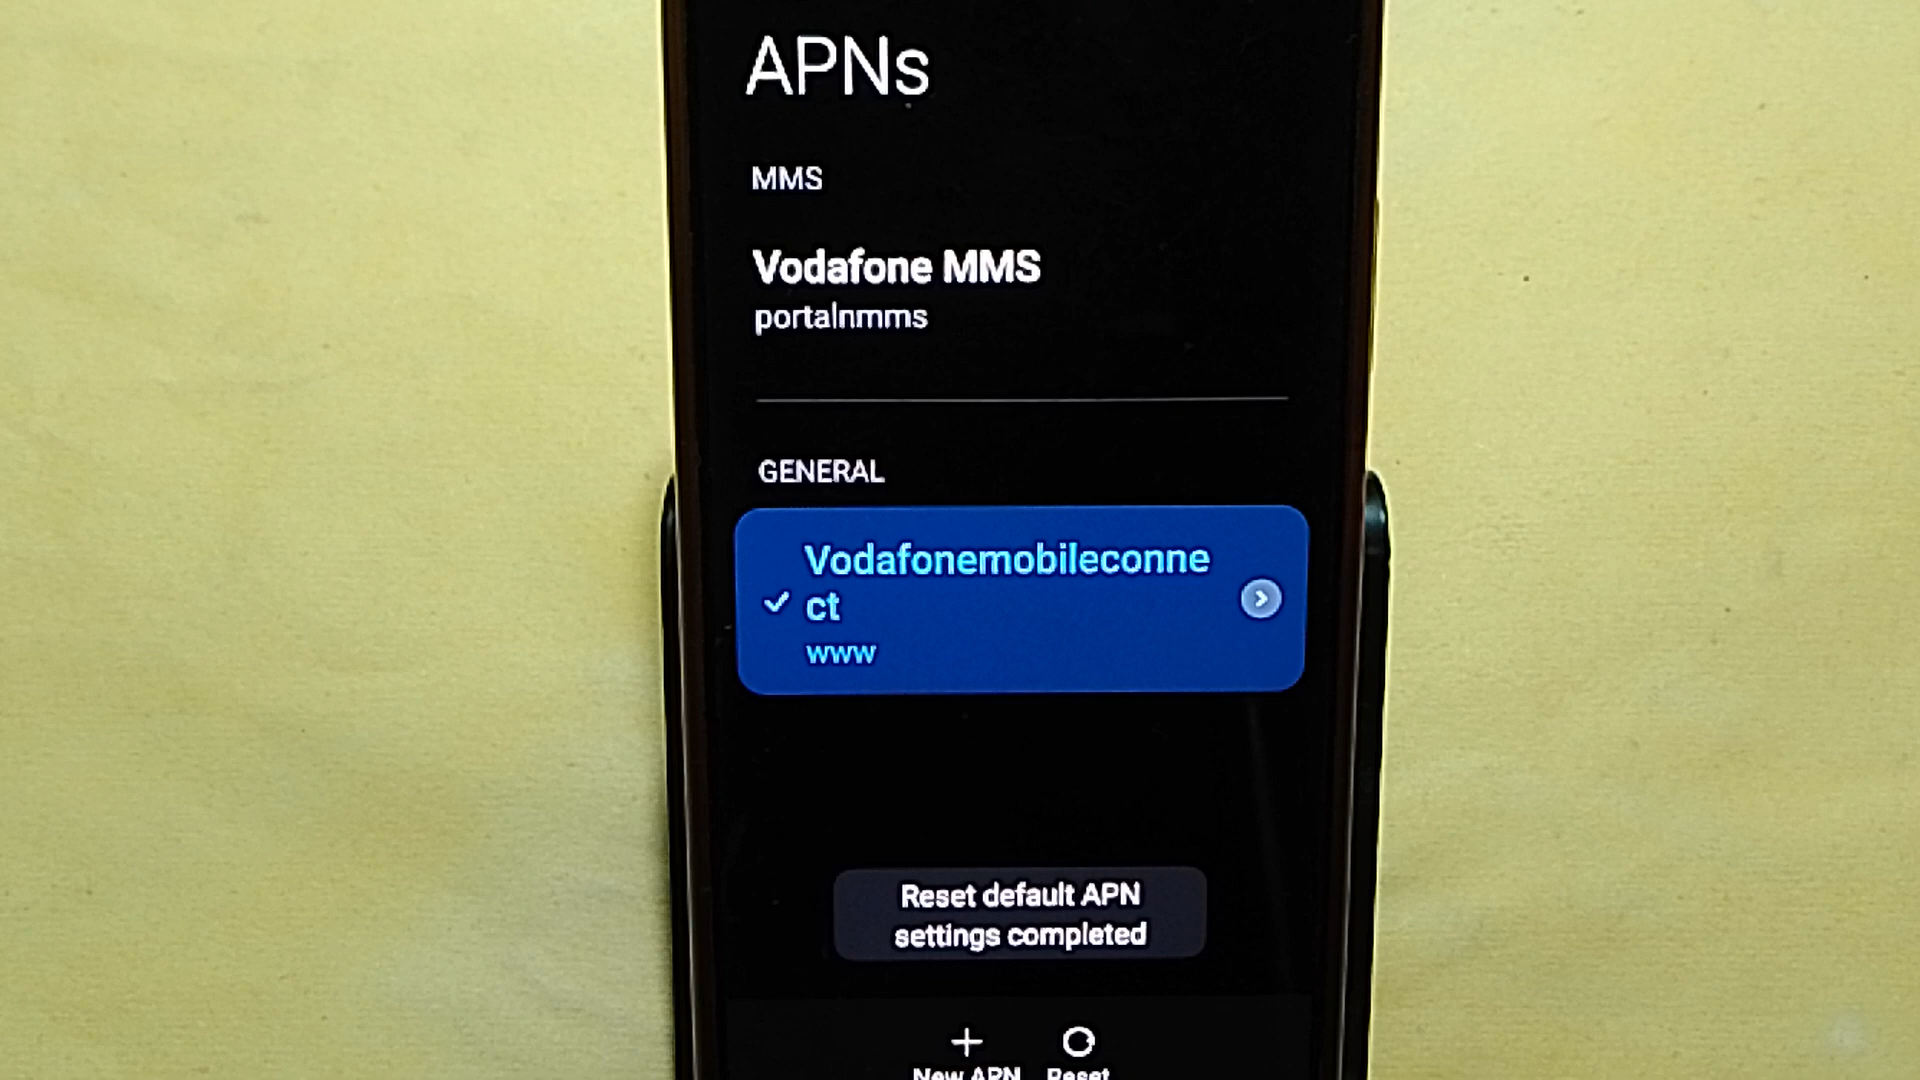 APNs
MMS
Vodafone MMS
portalnmms
GENERAL
Vodafonemobileconne
ct
www
Reset default APN
settings completed
New APN Reset